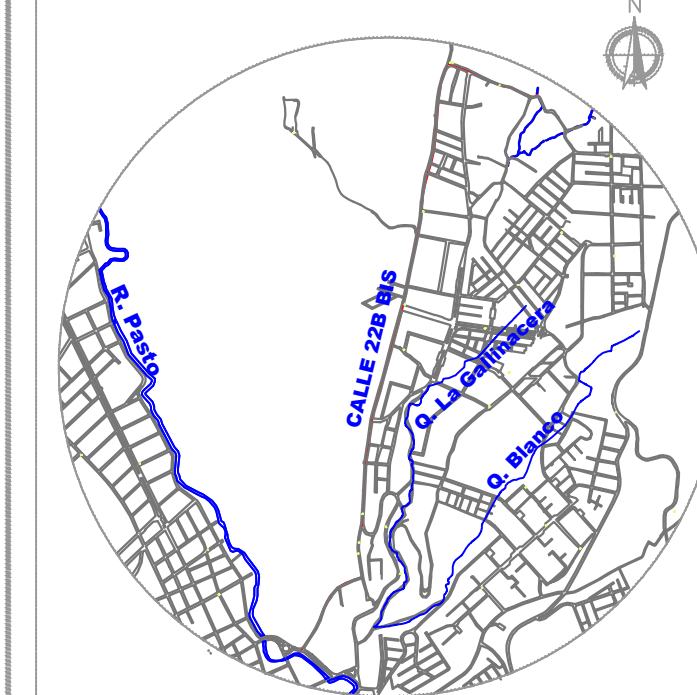 N
R. Pasto
CALLE 22B BIS
Q. La Gallinacera
Q. Blanco